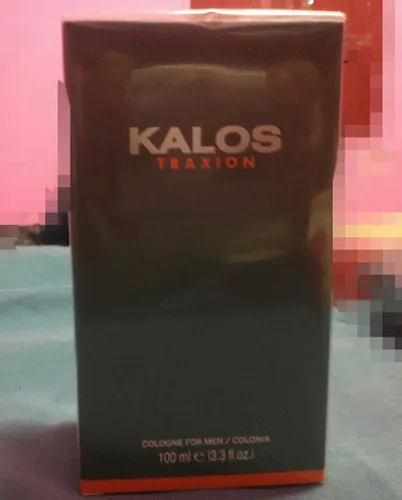 KALOS
TRAXION
COLOGNE FOR MEN / COLONIA
100 ml ℮ (3.3 fl.oz.)